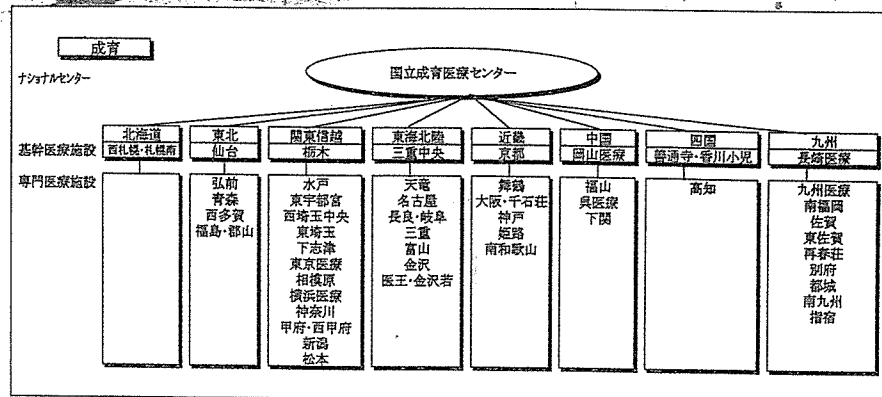 成育
ナショナルセンター
国立成育医療センター
基幹医療施設
北海道
西札幌・札幌南
東北
仙台
関東信越
栃木
東海北陸
三重中央
近畿
京都
中国
岡山医療
四国
善通寺・香川小児
九州
長崎医療
専門医療施設
弘前
青森
西多賀
福島・郡山
水戸
東宇都宮
西埼玉中央
東埼玉
下志津
東京医療
相模原
横浜医療
神奈川
甲府・西甲府
新潟
松本
天竜
名古屋
長良・岐阜
三重
富山
金沢
医王・金沢若
舞鶴
大阪・千石荘
神戸
姫路
南和歌山
福山
呉医療
下関
高知
九州医療
南福岡
佐賀
東佐賀
再春荘
別府
都城
南九州
指宿